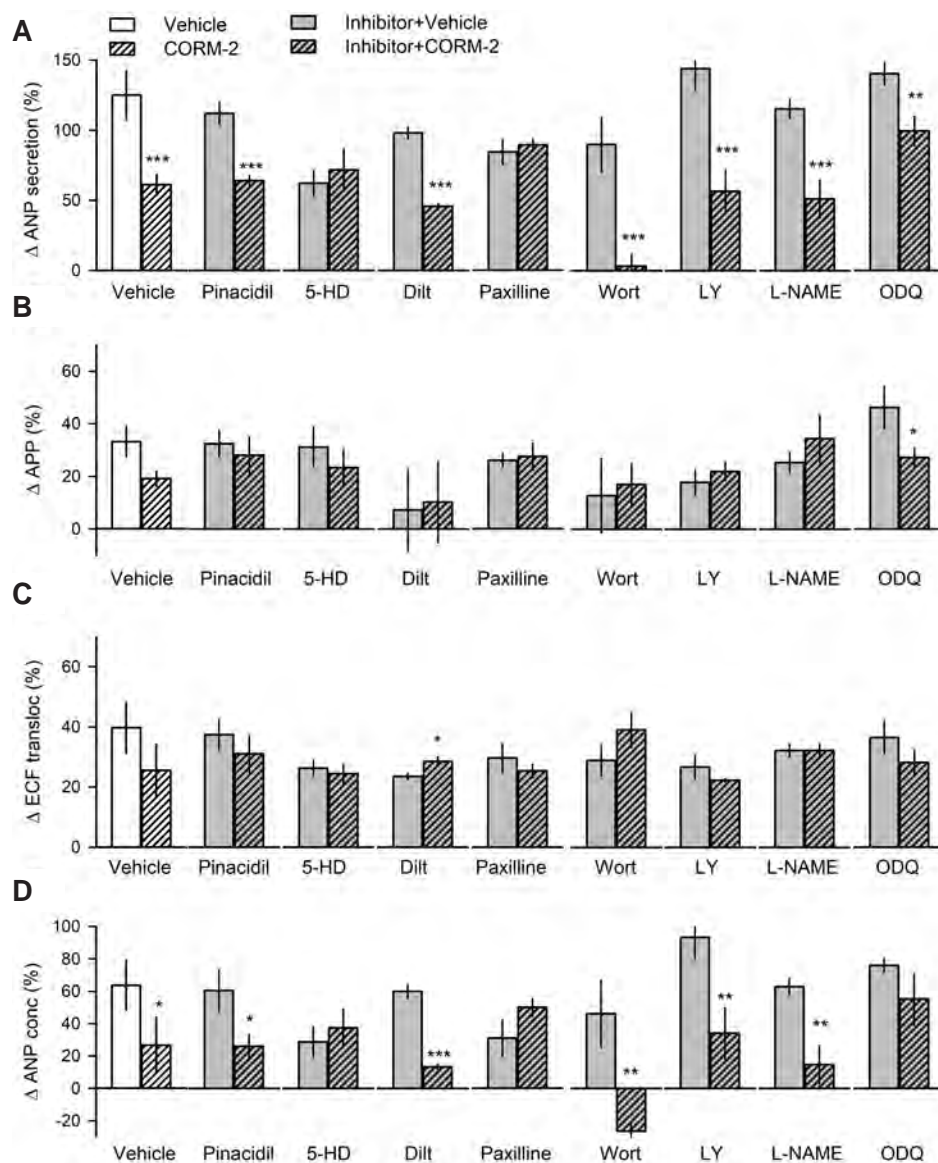 A
Vehicle
Inhibitor+Vehicle
CORM-2
Inhibitor+CORM-2
Δ ANP secretion (%)
150
100
50
0
***
***
***
***
***
***
**
Vehicle Pinacidil 5-HD Dilt Paxilline Wort LY L-NAME ODQ
B
Δ APP (%)
60
40
20
0
*
Vehicle Pinacidil 5-HD Dilt Paxilline Wort LY L-NAME ODQ
C
Δ ECF transloc (%)
60
40
20
0
*
Vehicle Pinacidil 5-HD Dilt Paxilline Wort LY L-NAME ODQ
D
Δ ANP conc (%)
100
80
60
40
20
0
-20
*
*
***
**
**
**
Vehicle Pinacidil 5-HD Dilt Paxilline Wort LY L-NAME ODQ